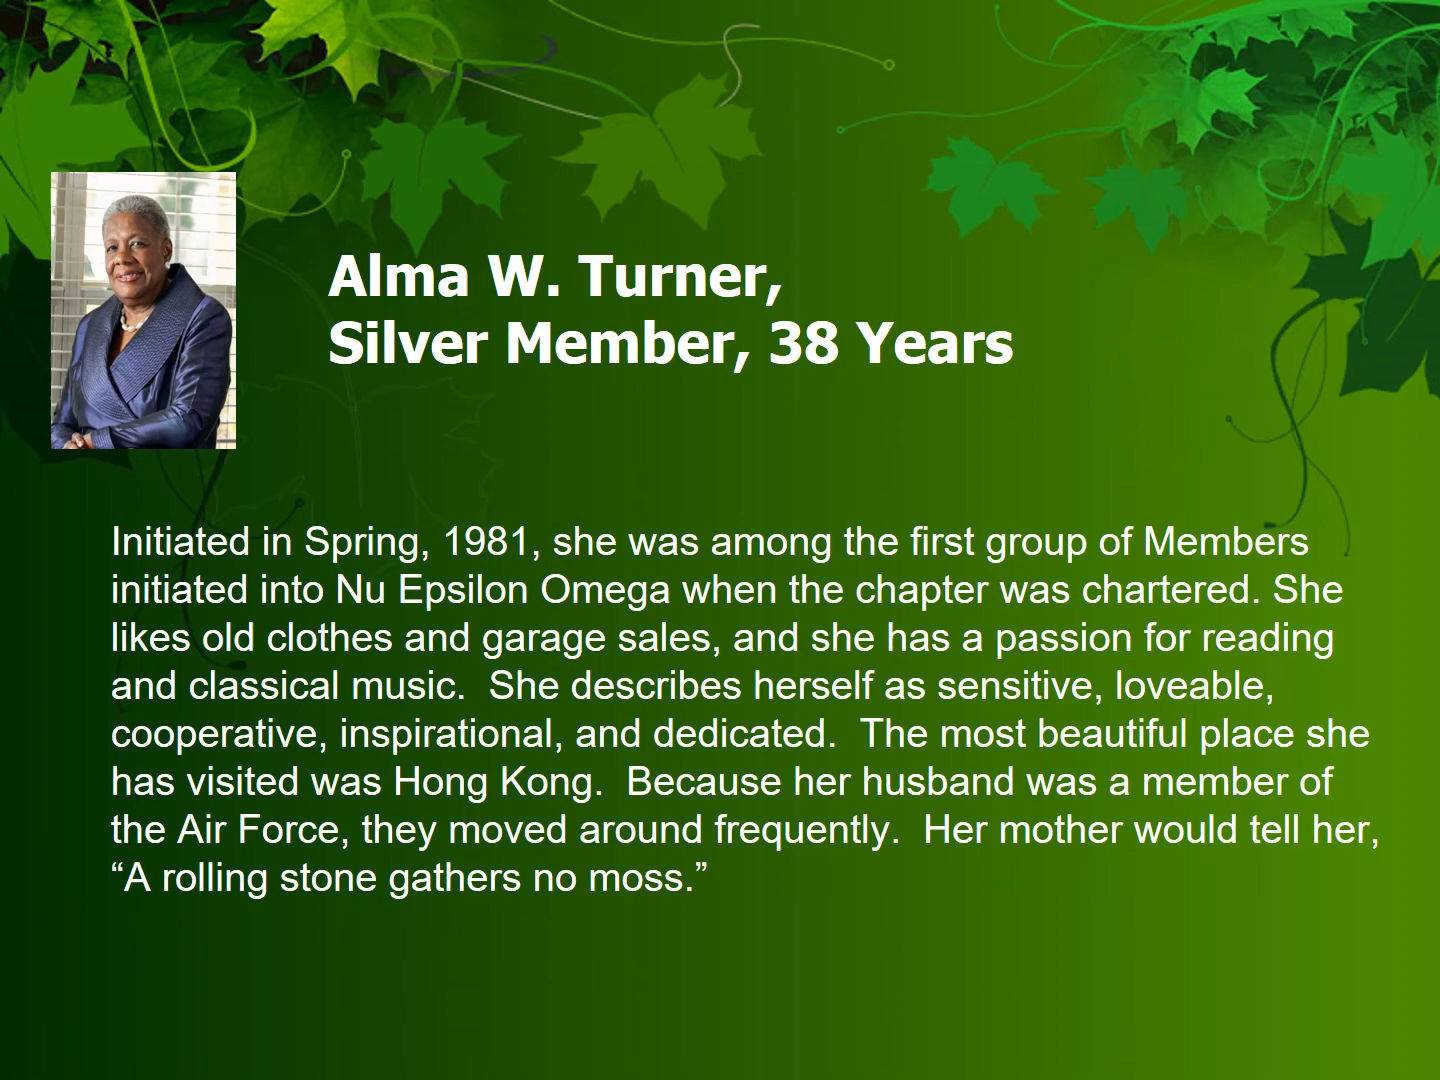 Alma W. Turner,
Silver Member, 38 Years
Initiated in Spring, 1981, she was among the first group of Members
initiated into Nu Epsilon Omega when the chapter was chartered. She
likes old clothes and garage sales, and she has a passion for reading
and classical music.  She describes herself as sensitive, loveable,
cooperative, inspirational, and dedicated.  The most beautiful place she
has visited was Hong Kong.  Because her husband was a member of
the Air Force, they moved around frequently.  Her mother would tell her,
“A rolling stone gathers no moss.”